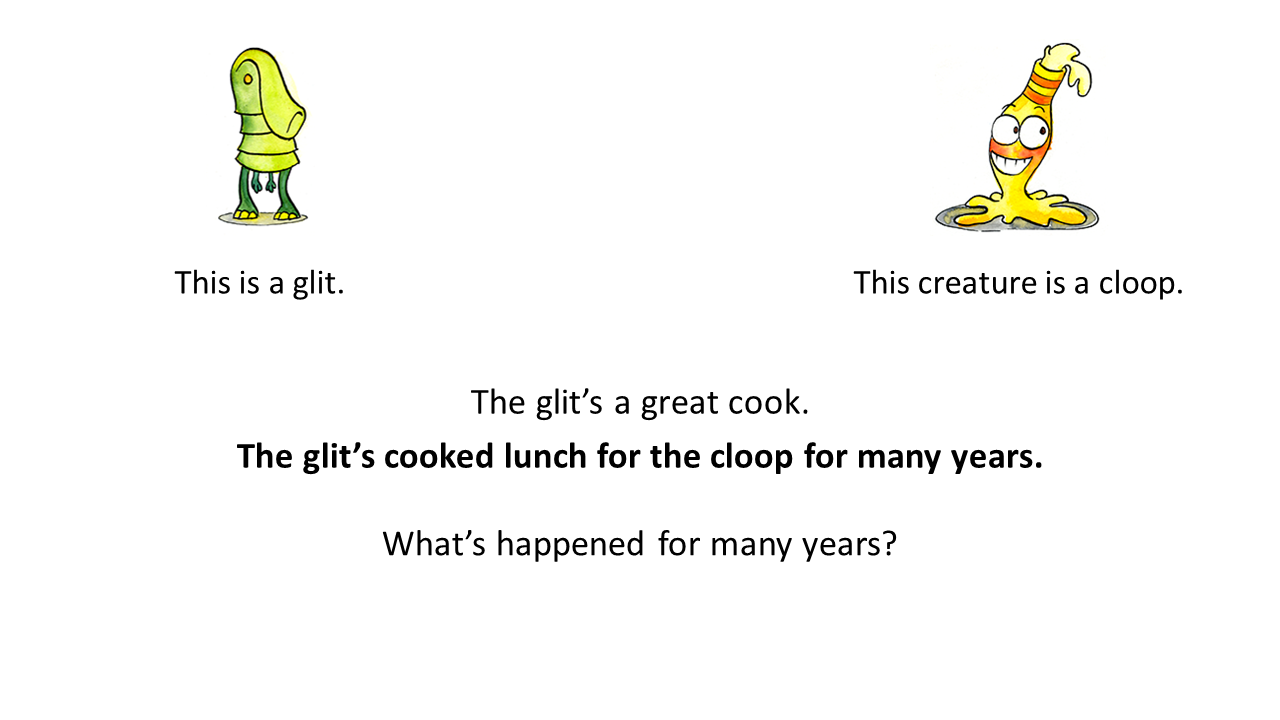 This is a glit.
This creature is a cloop.
The glit’s a great cook.
The glit’s cooked lunch for the cloop for many years.
What’s happened for many years?